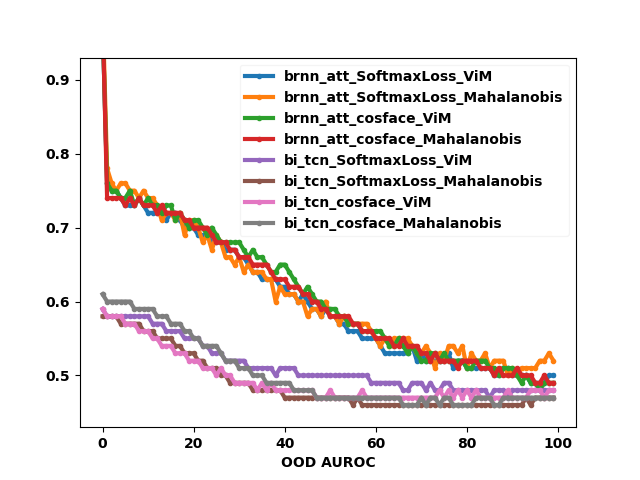 0.9
0.8
0.7
0.6
0.5
brnn_att_SoftmaxLoss_ViM
brnn_att_SoftmaxLoss_Mahalanobis
brnn_att_cosface_ViM
brnn_att_cosface_Mahalanobis
bi_tcn_SoftmaxLoss_ViM
bi_tcn_SoftmaxLoss_Mahalanobis
bi_tcn_cosface_ViM
bi_tcn_cosface_Mahalanobis
0 20 40 60 80 100
OOD AUROC